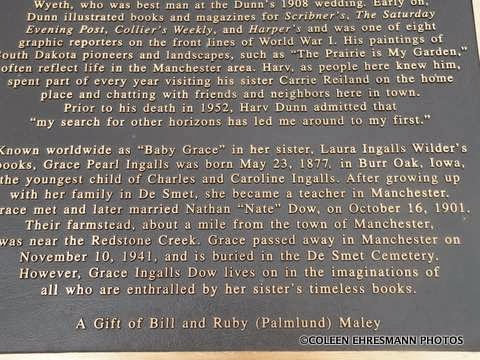 Wyeth, who was best man at the Dunn's 1908 wedding. Early on,
Dunn illustrated books and magazines for Scribner's, The Saturday
Evening Post, Collier's Weekly, and Harper's and was one of eight
graphic reporters on the front lines of World War I. His paintings of
South Dakota pioneers and landscapes, such as "The Prairie is My Garden,"
often reflect life in the Manchester area. Harv, as people here knew him,
spent part of every year visiting his sister Carrie Reiland on the home
place and chatting with friends and neighbors here in town.
Prior to his death in 1952, Harv Dunn admitted that
"my search for other horizons has led me around to my first."
Known worldwide as "Baby Grace" in her sister, Laura Ingalls Wilder's
books, Grace Pearl Ingalls was born May 23, 1877, in Burr Oak, Iowa,
the youngest child of Charles and Caroline Ingalls. After growing up
with her family in De Smet, she became a teacher in Manchester.
Grace met and later married Nathan "Nate" Dow, on October 16, 1901.
Their farmstead, about a mile from the town of Manchester,
was near the Redstone Creek. Grace passed away in Manchester on
November 10, 1941, and is buried in the De Smet Cemetery.
However, Grace Ingalls Dow lives on in the imaginations of
all who are enthralled by her sister's timeless books.
A Gift of Bill and Ruby (Palmlund) Maley
©COLEEN EHRESMANN PHOTOS